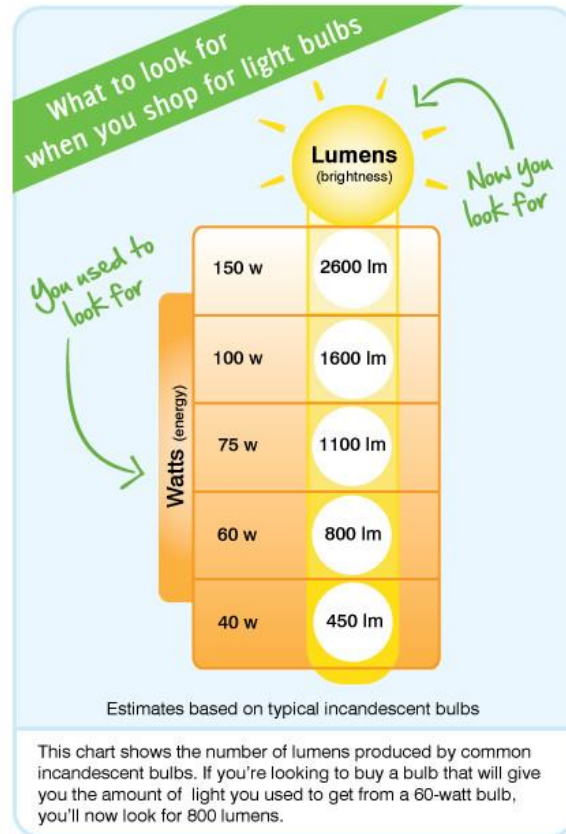 What to look for
when you shop for light bulbs
Lumens
(brightness)
Now you
look for
You used to
look for
Watts (energy)
150 w 2600 lm
100 w 1600 lm
75 w 1100 lm
60 w 800 lm
40 w 450 lm
Estimates based on typical incandescent bulbs
This chart shows the number of lumens produced by common
incandescent bulbs. If you’re looking to buy a bulb that will give
you the amount of light you used to get from a 60-watt bulb,
you’ll now look for 800 lumens.